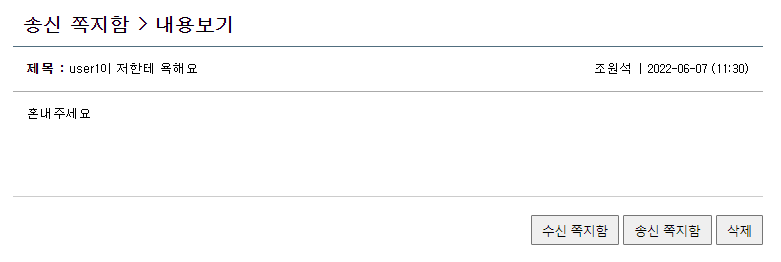 송신 쪽지함 > 내용보기
제목 : user1이 저한테 욕해요 조원석 | 2022-06-07 (11:30)
혼내주세요
수신 쪽지함 송신 쪽지함 삭제